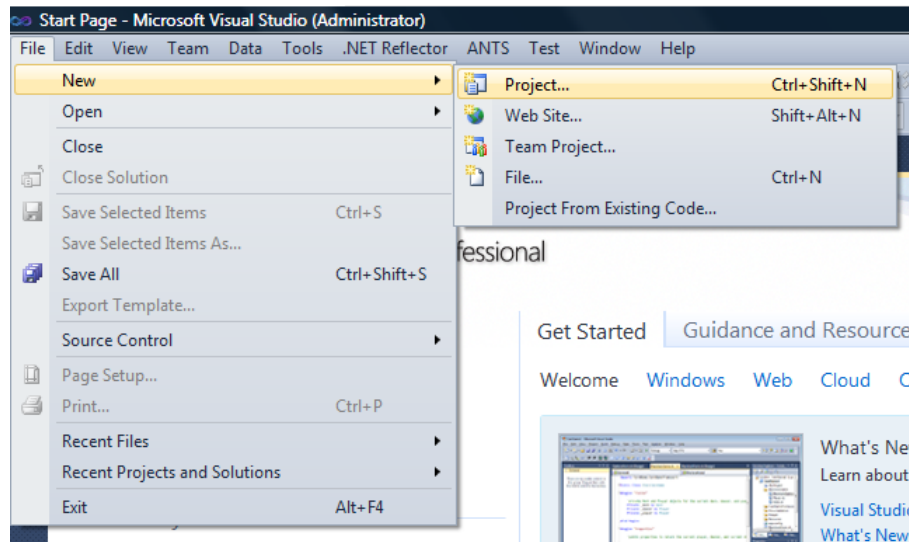 Start Page - Microsoft Visual Studio (Administrator)
File Edit View Team Data Tools .NET Reflector ANTS Test Window Help
New
Open
Close
Close Solution
Save Selected Items Ctrl+S
Save Selected Items As...
Save All Ctrl+Shift+S
Export Template...
Source Control
Page Setup...
Print... Ctrl+P
Recent Files
Recent Projects and Solutions
Exit Alt+F4
Project... Ctrl+Shift+N
Web Site... Shift+Alt+N
Team Project...
File... Ctrl+N
Project From Existing Code...
fessional
Get Started Guidance and Resource
Welcome Windows Web Cloud
What's Ne
Learn about
Visual Studi
What's New